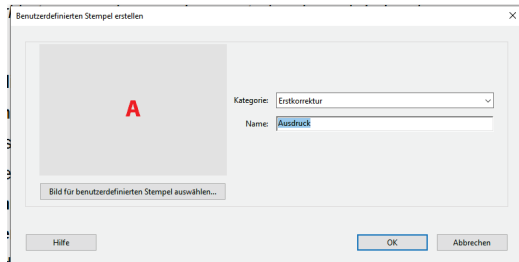 Benutzerdefinierten Stempel erstellen
A
Kategorie: Erstkorrektur
Name: Ausdruck
Bild für benutzerdefinierten Stempel auswählen...
Hilfe OK Abbrechen